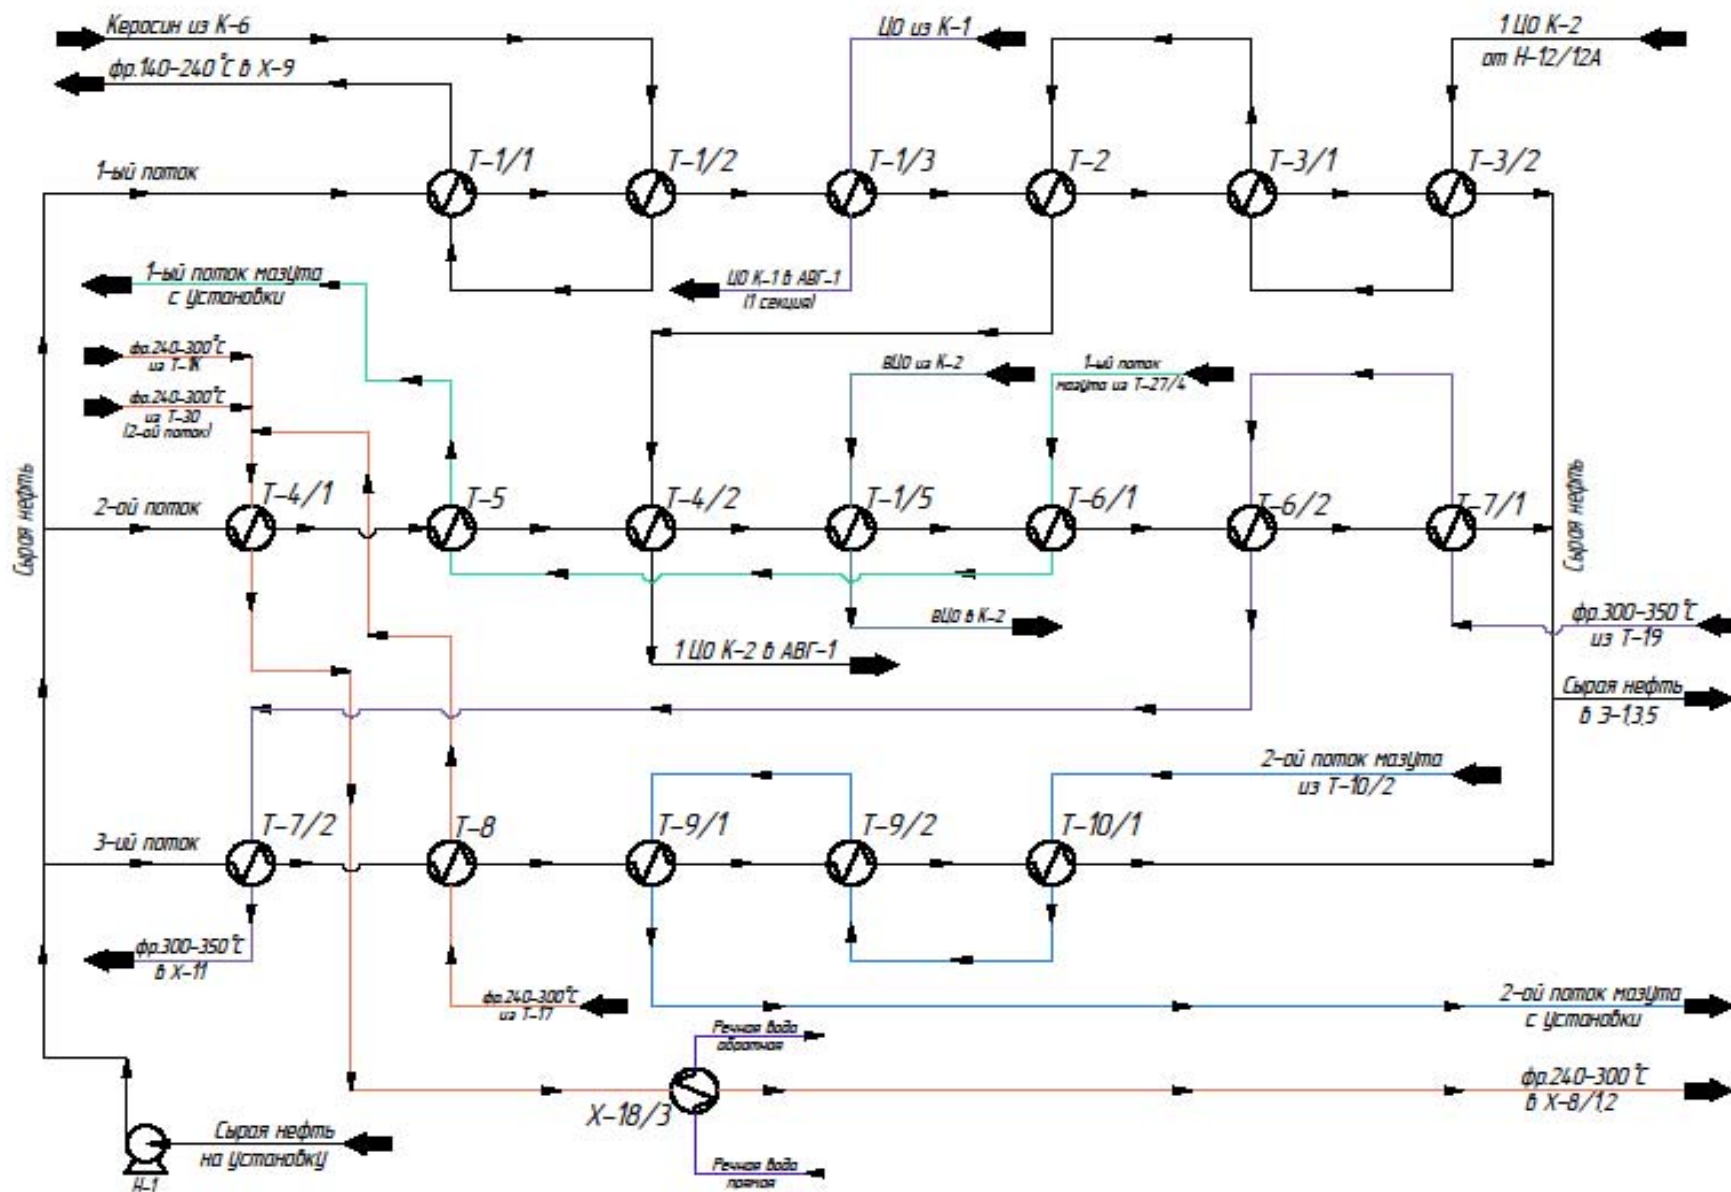 Керосин из К-6
ЦО из К-1
1 ЦО К-2
от Н-12/12А
фр.140-240°С в Х-9
1-ый поток
Т-1/1
Т-1/2
Т-1/3
Т-2
Т-3/1
Т-3/2
1-ый поток мазута
с установки
ЦО К-1 в АВГ-1
(1 секция)
фр.240-300°С
из Т-1К
фр.240-300°С
из Т-30
(2-ой поток)
ВЦО из К-2
1-ый поток
мазута из Т-27/4
Сырая нефть
2-ой поток
Т-4/1
Т-5
Т-4/2
Т-1/5
Т-6/1
Т-6/2
Т-7/1
Сырая нефть
ВЦО в К-2
1 ЦО К-2 в АВГ-1
фр.300-350°С
из Т-19
Сырая нефть
в Э-1,3,5
2-ой поток мазута
из Т-10/2
3-ий поток
Т-7/2
Т-8
Т-9/1
Т-9/2
Т-10/1
фр.300-350°С
в Х-11
фр.240-300°С
из Т-17
2-ой поток мазута
с установки
Речная вода
обратная
Х-18/3
фр.240-300°С
в Х-8/1,2
Сырая нефть
на установку
Н-1
Речная вода
прямая